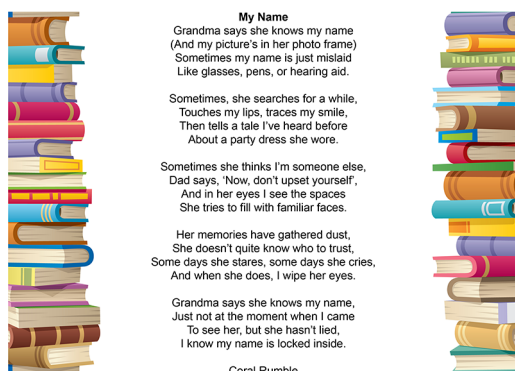 My Name
Grandma says she knows my name
(And my picture's in her photo frame)
Sometimes my name is just mislaid
Like glasses, pens, or hearing aid.
Sometimes, she searches for a while,
Touches my lips, traces my smile,
Then tells a tale I've heard before
About a party dress she wore.
Sometimes she thinks I'm someone else,
Dad says, 'Now, don't upset yourself',
And in her eyes I see the spaces
She tries to fill with familiar faces.
Her memories have gathered dust,
She doesn't quite know who to trust,
Some days she stares, some days she cries,
And when she does, I wipe her eyes.
Grandma says she knows my name,
Just not at the moment when I came
To see her, but she hasn't lied,
I know my name is locked inside.
Coral Rumble